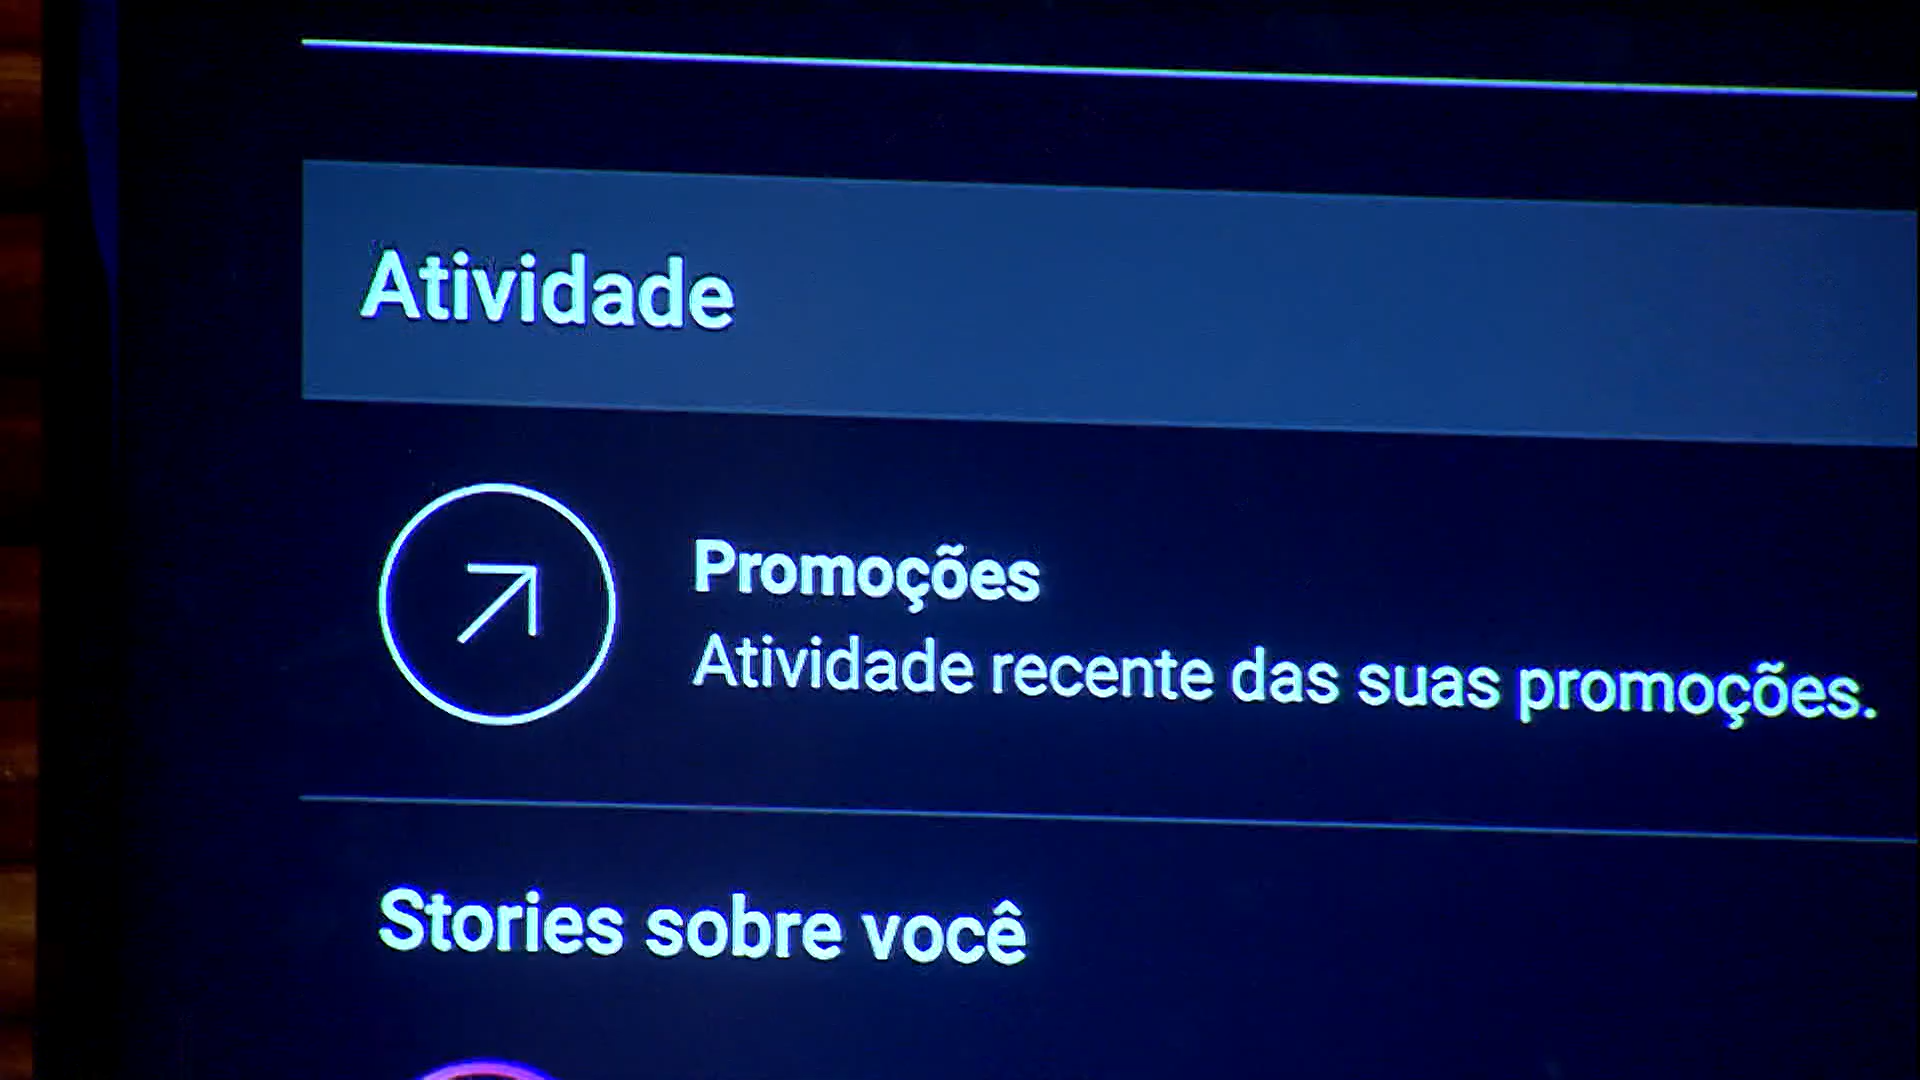 Atividade
Promoções
Atividade recente das suas promoções.
Stories sobre você